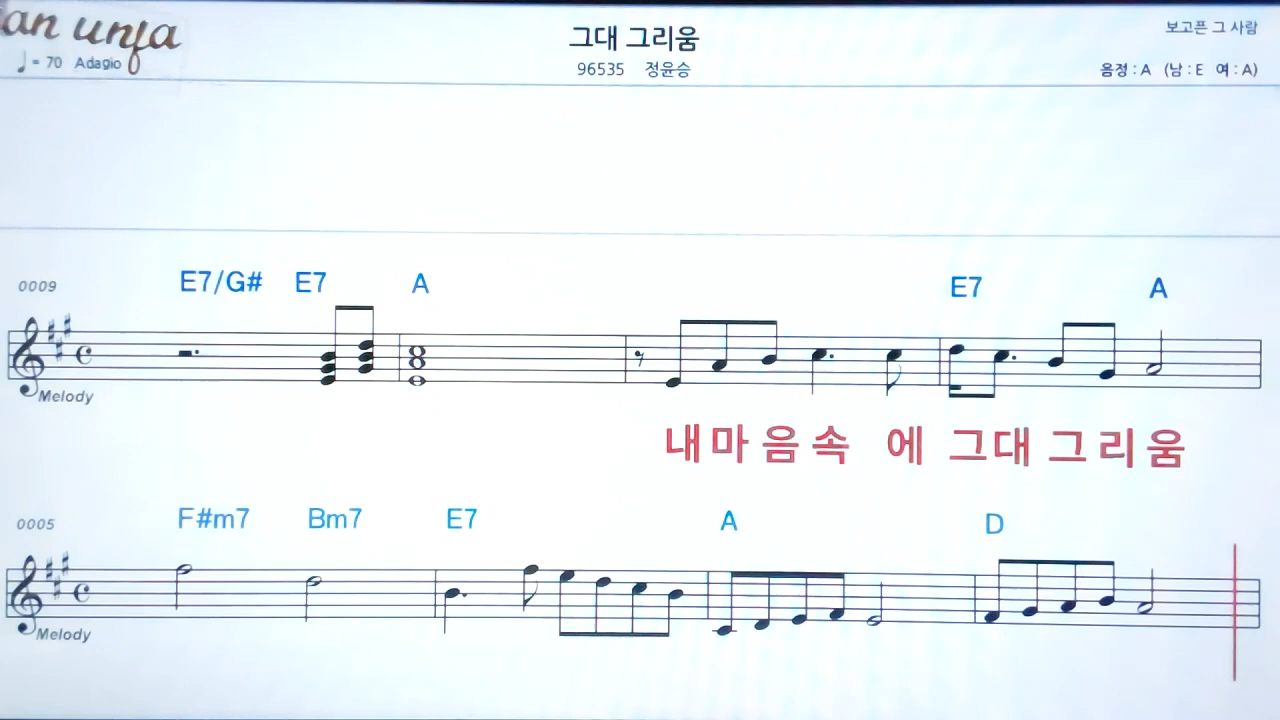 그대 그리움
보고픈 그 사람
♩= 70 Adagio
96535 정윤승
음정 : A (남 : E 여 : A)
0009
E7/G# E7 A E7 A
Melody
내 마 음 속 에 그대 그 리 움
0005
F#m7 Bm7 E7 A D
Melody